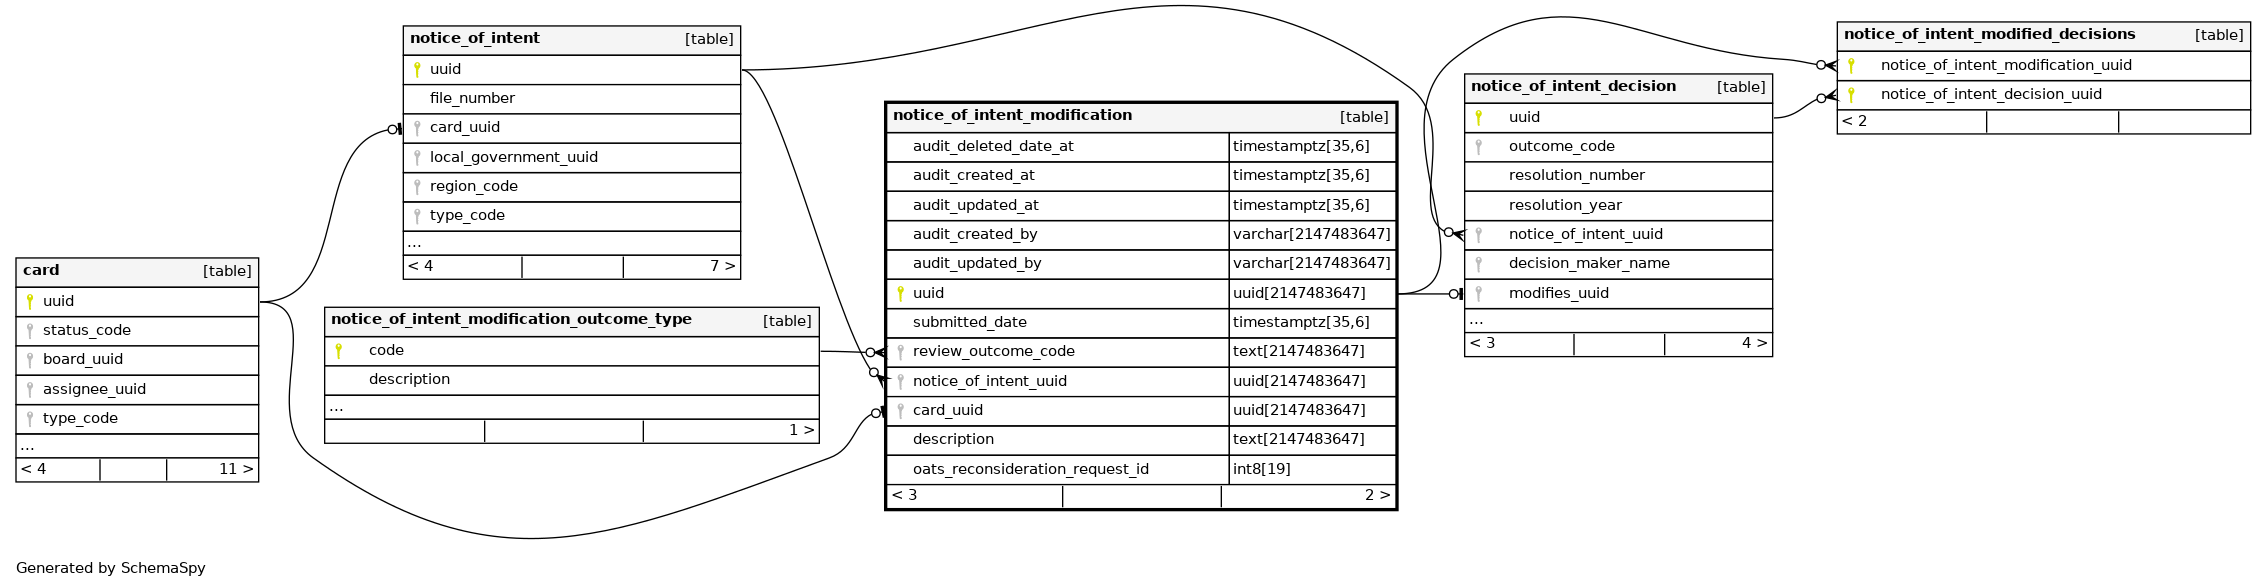 notice_of_intent [table]
uuid
file_number
card_uuid
local_government_uuid
region_code
type_code
...
< 4 7 >
card [table]
uuid
status_code
board_uuid
assignee_uuid
type_code
...
< 4 11 >
notice_of_intent_modification_outcome_type [table]
code
description
...
1 >
notice_of_intent_modification [table]
audit_deleted_date_at timestamptz[35,6]
audit_created_at timestamptz[35,6]
audit_updated_at timestamptz[35,6]
audit_created_by varchar[2147483647]
audit_updated_by varchar[2147483647]
uuid uuid[2147483647]
submitted_date timestamptz[35,6]
review_outcome_code text[2147483647]
notice_of_intent_uuid uuid[2147483647]
card_uuid uuid[2147483647]
description text[2147483647]
oats_reconsideration_request_id int8[19]
< 3 2 >
notice_of_intent_decision [table]
uuid
outcome_code
resolution_number
resolution_year
notice_of_intent_uuid
decision_maker_name
modifies_uuid
...
< 3 4 >
notice_of_intent_modified_decisions [table]
notice_of_intent_modification_uuid
notice_of_intent_decision_uuid
< 2
Generated by SchemaSpy